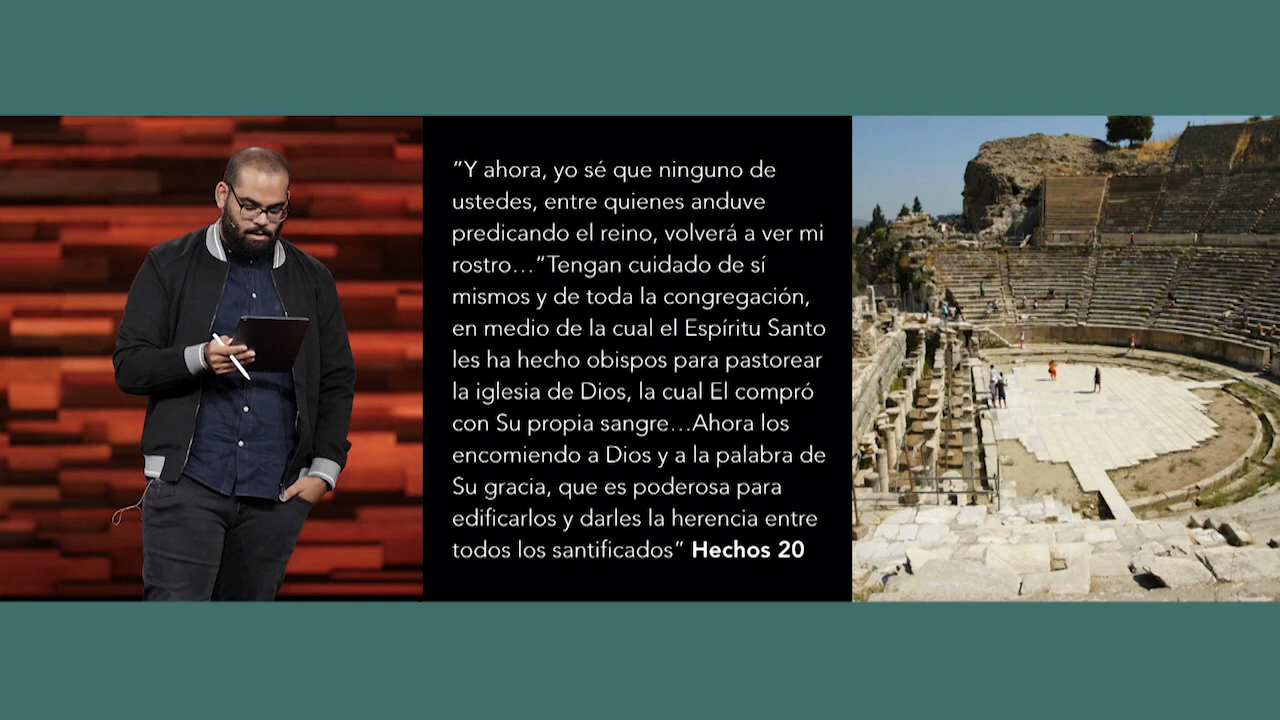 “Y ahora, yo sé que ninguno de
ustedes, entre quienes anduve
predicando el reino, volverá a ver mi
rostro…“Tengan cuidado de sí
mismos y de toda la congregación,
en medio de la cual el Espíritu Santo
les ha hecho obispos para pastorear
la iglesia de Dios, la cual El compró
con Su propia sangre…Ahora los
encomiendo a Dios y a la palabra de
Su gracia, que es poderosa para
edificarlos y darles la herencia entre
todos los santificados” Hechos 20